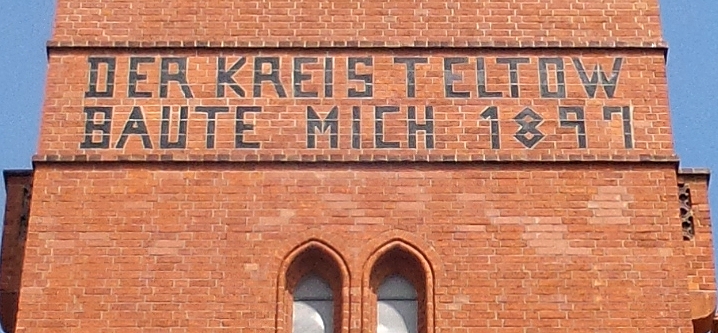 DER KREIS TELTOW
BAUTE MICH 1897